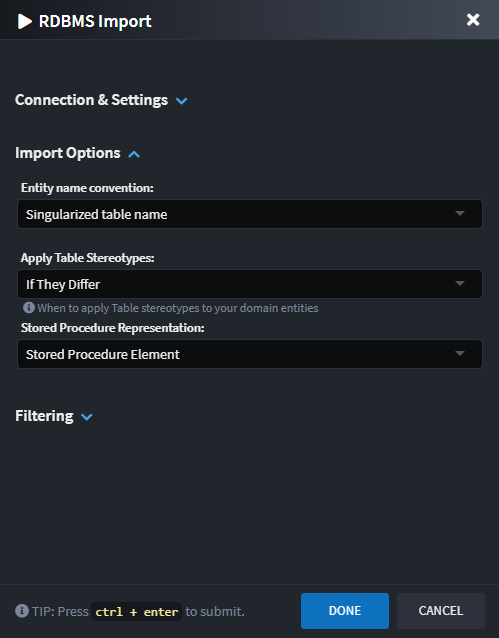 RDBMS Import
Connection & Settings
Import Options
Entity name convention:
Singularized table name
Apply Table Stereotypes:
If They Differ
When to apply Table stereotypes to your domain entities
Stored Procedure Representation:
Stored Procedure Element
Filtering
TIP: Press ctrl + enter to submit.
DONE
CANCEL